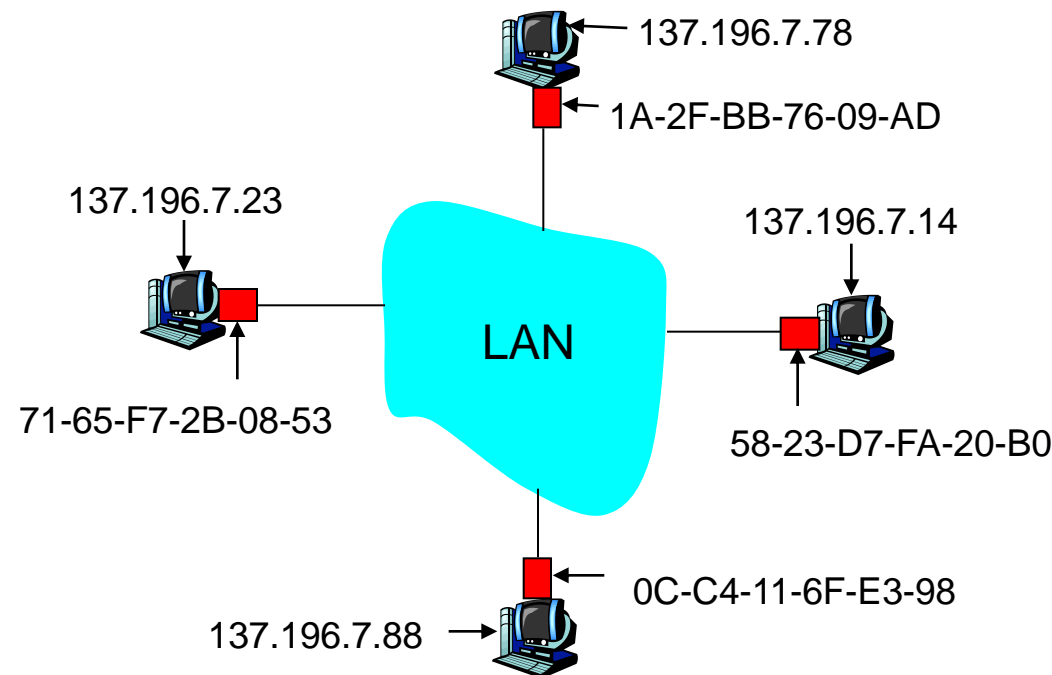 137.196.7.78
1A-2F-BB-76-09-AD
137.196.7.23
137.196.7.14
LAN
71-65-F7-2B-08-53
58-23-D7-FA-20-B0
0C-C4-11-6F-E3-98
137.196.7.88